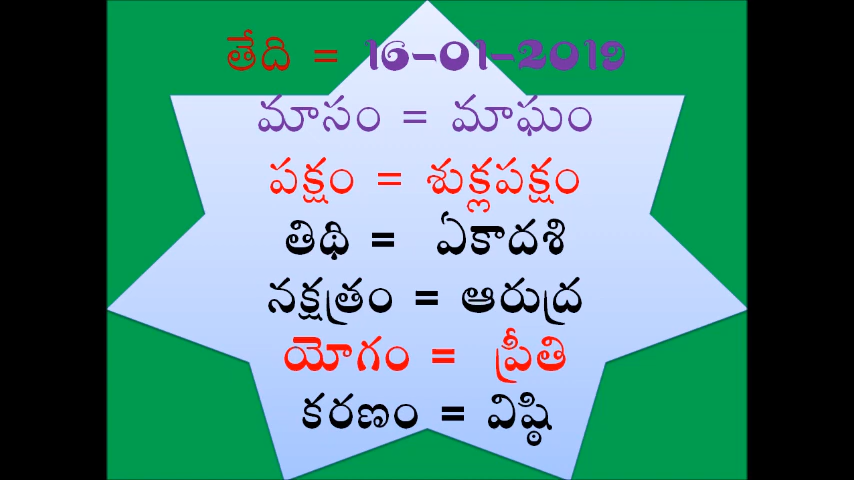 తేది = 16-01-2019
మాసం = మాఘం
పక్షం = శుక్లపక్షం
తిథీ = ఏకాదశి
నక్షత్రం = ఆరుద్ర
యోగం = ప్రీతి
కరణం = విష్ఠి